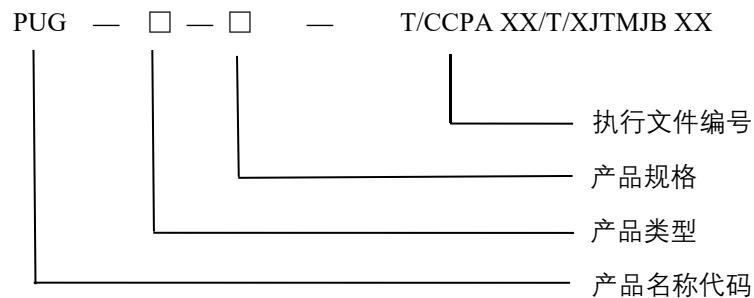 PUG — □ — □ — T/CCPA XX/T/XJTMJB XX
执行文件编号
产品规格
产品类型
产品名称代码